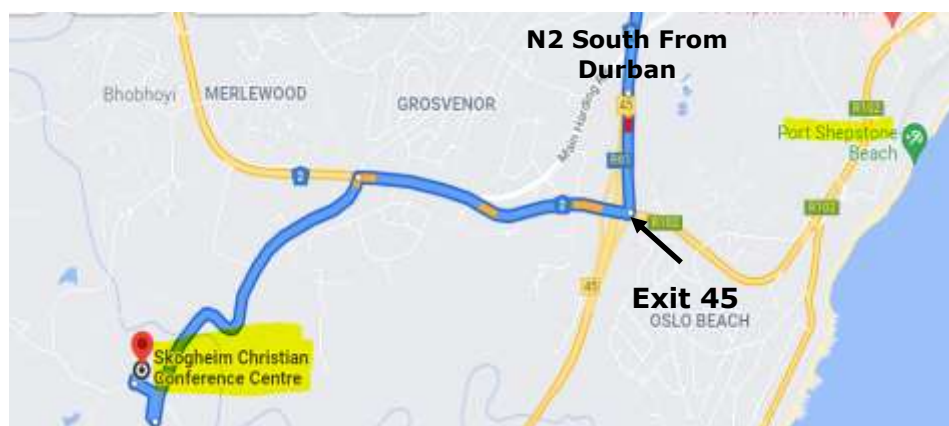 N2 South From
Durban
Bhobhoyi
MERLEWOOD
GROSVENOR
Main Harding
45
R102
Port Shepstone
Beach
R61
2
2
R102
R102
45
Exit 45
OSLO BEACH
Skogheim Christian
Conference Centre